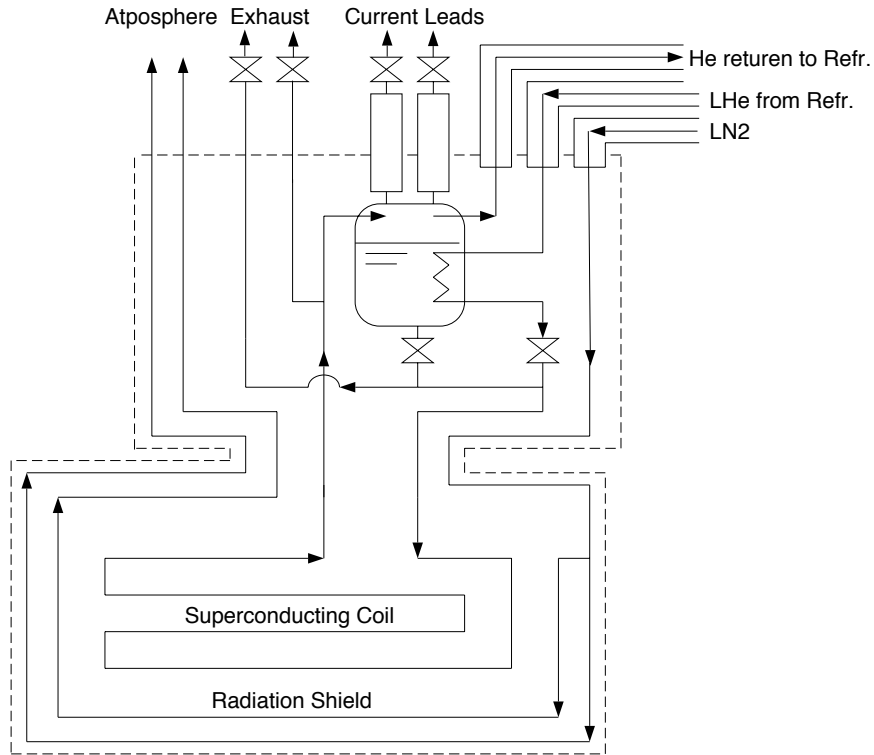 Atposphere Exhaust Current Leads
He returen to Refr.
LHe from Refr.
LN2
Superconducting Coil
Radiation Shield